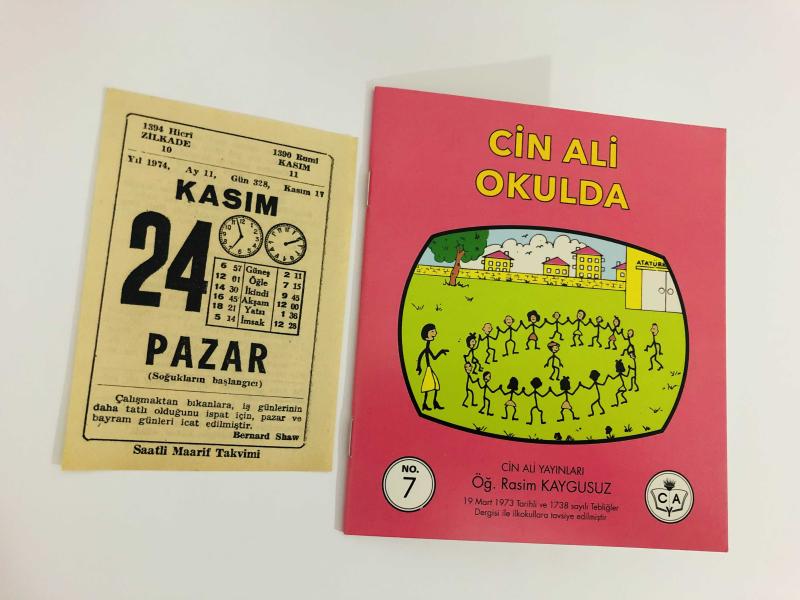 1394 Hicrî
ZİLKADE
10
1390 Rumî
KASIM
11
Yıl 1974, Ay 11, Gün 328, Kasım 17
KASIM
24
6 57 Güneş 2 11
12 01 Öğle 7 15
14 30 İkindi 9 45
16 45 Akşam 12 00
18 21 Yatsı 1 36
5 14 İmsak 12 28
PAZAR
(Soğukların başlangıcı)
Çalışmaktan bıkanlara, iş günlerinin
daha tatlı olduğunu ispat için, pazar ve
bayram günleri icat edilmiştir.
Bernard Shaw
Saatli Maarif Takvimi
CİN ALİ
OKULDA
ATATÜRK
NO.
7
CİN ALİ YAYINLARI
Öğ. Rasim KAYGUSUZ
19 Mart 1973 Tarihli ve 1738 sayılı Tebliğler
Dergisi ile ilkokullara tavsiye edilmiştir
C A
Y